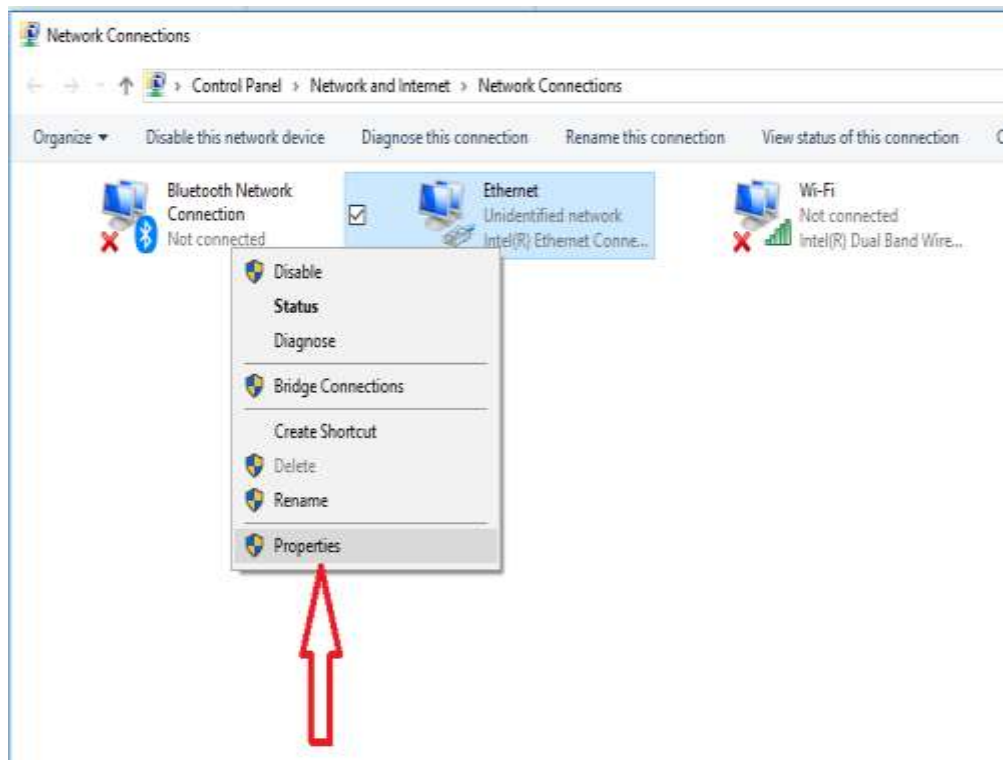 Network Connections
Control Panel > Network and Internet > Network Connections
Organize Disable this network device Diagnose this connection Rename this connection View status of this connection
Bluetooth Network
Connection
Not connected
Ethernet
Unidentified network
Intel(R) Ethernet Conne...
Wi-Fi
Not connected
Intel(R) Dual Band Wire...
Disable
Status
Diagnose
Bridge Connections
Create Shortcut
Delete
Rename
Properties